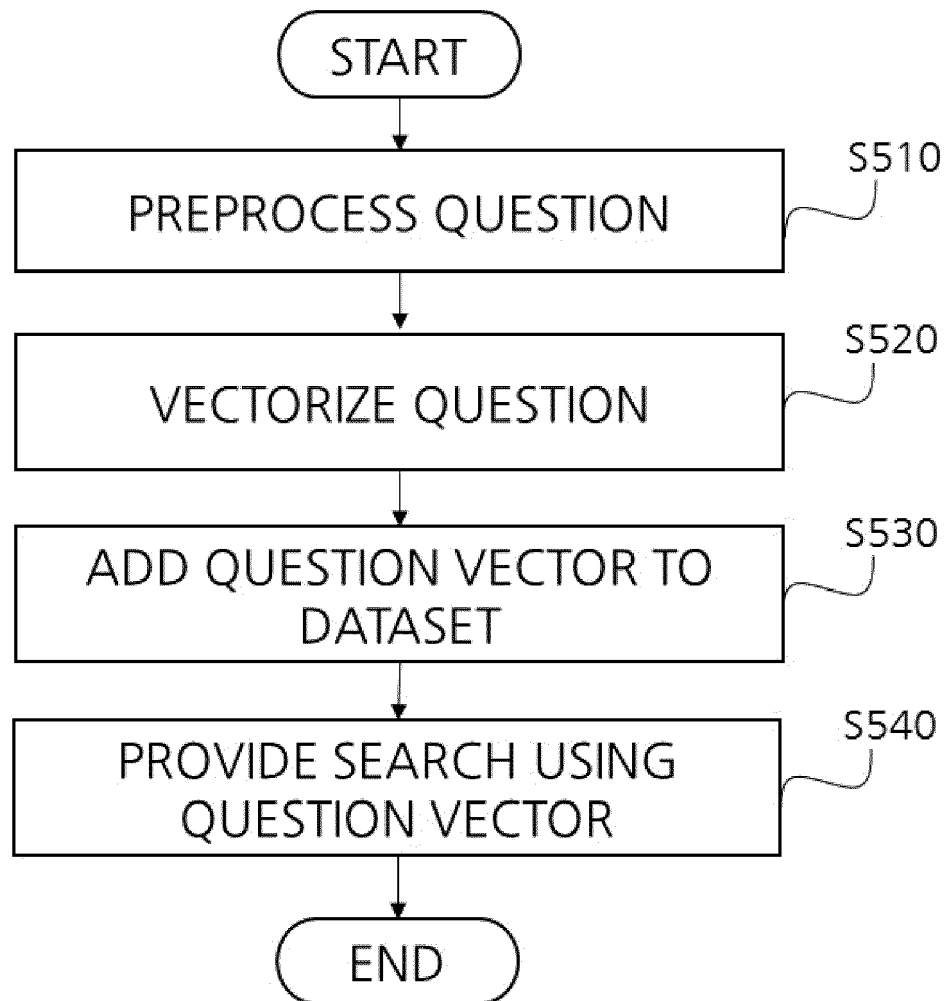 START
S510
PREPROCESS QUESTION
S520
VECTORIZE QUESTION
S530
ADD QUESTION VECTOR TO
DATASET
S540
PROVIDE SEARCH USING
QUESTION VECTOR
END